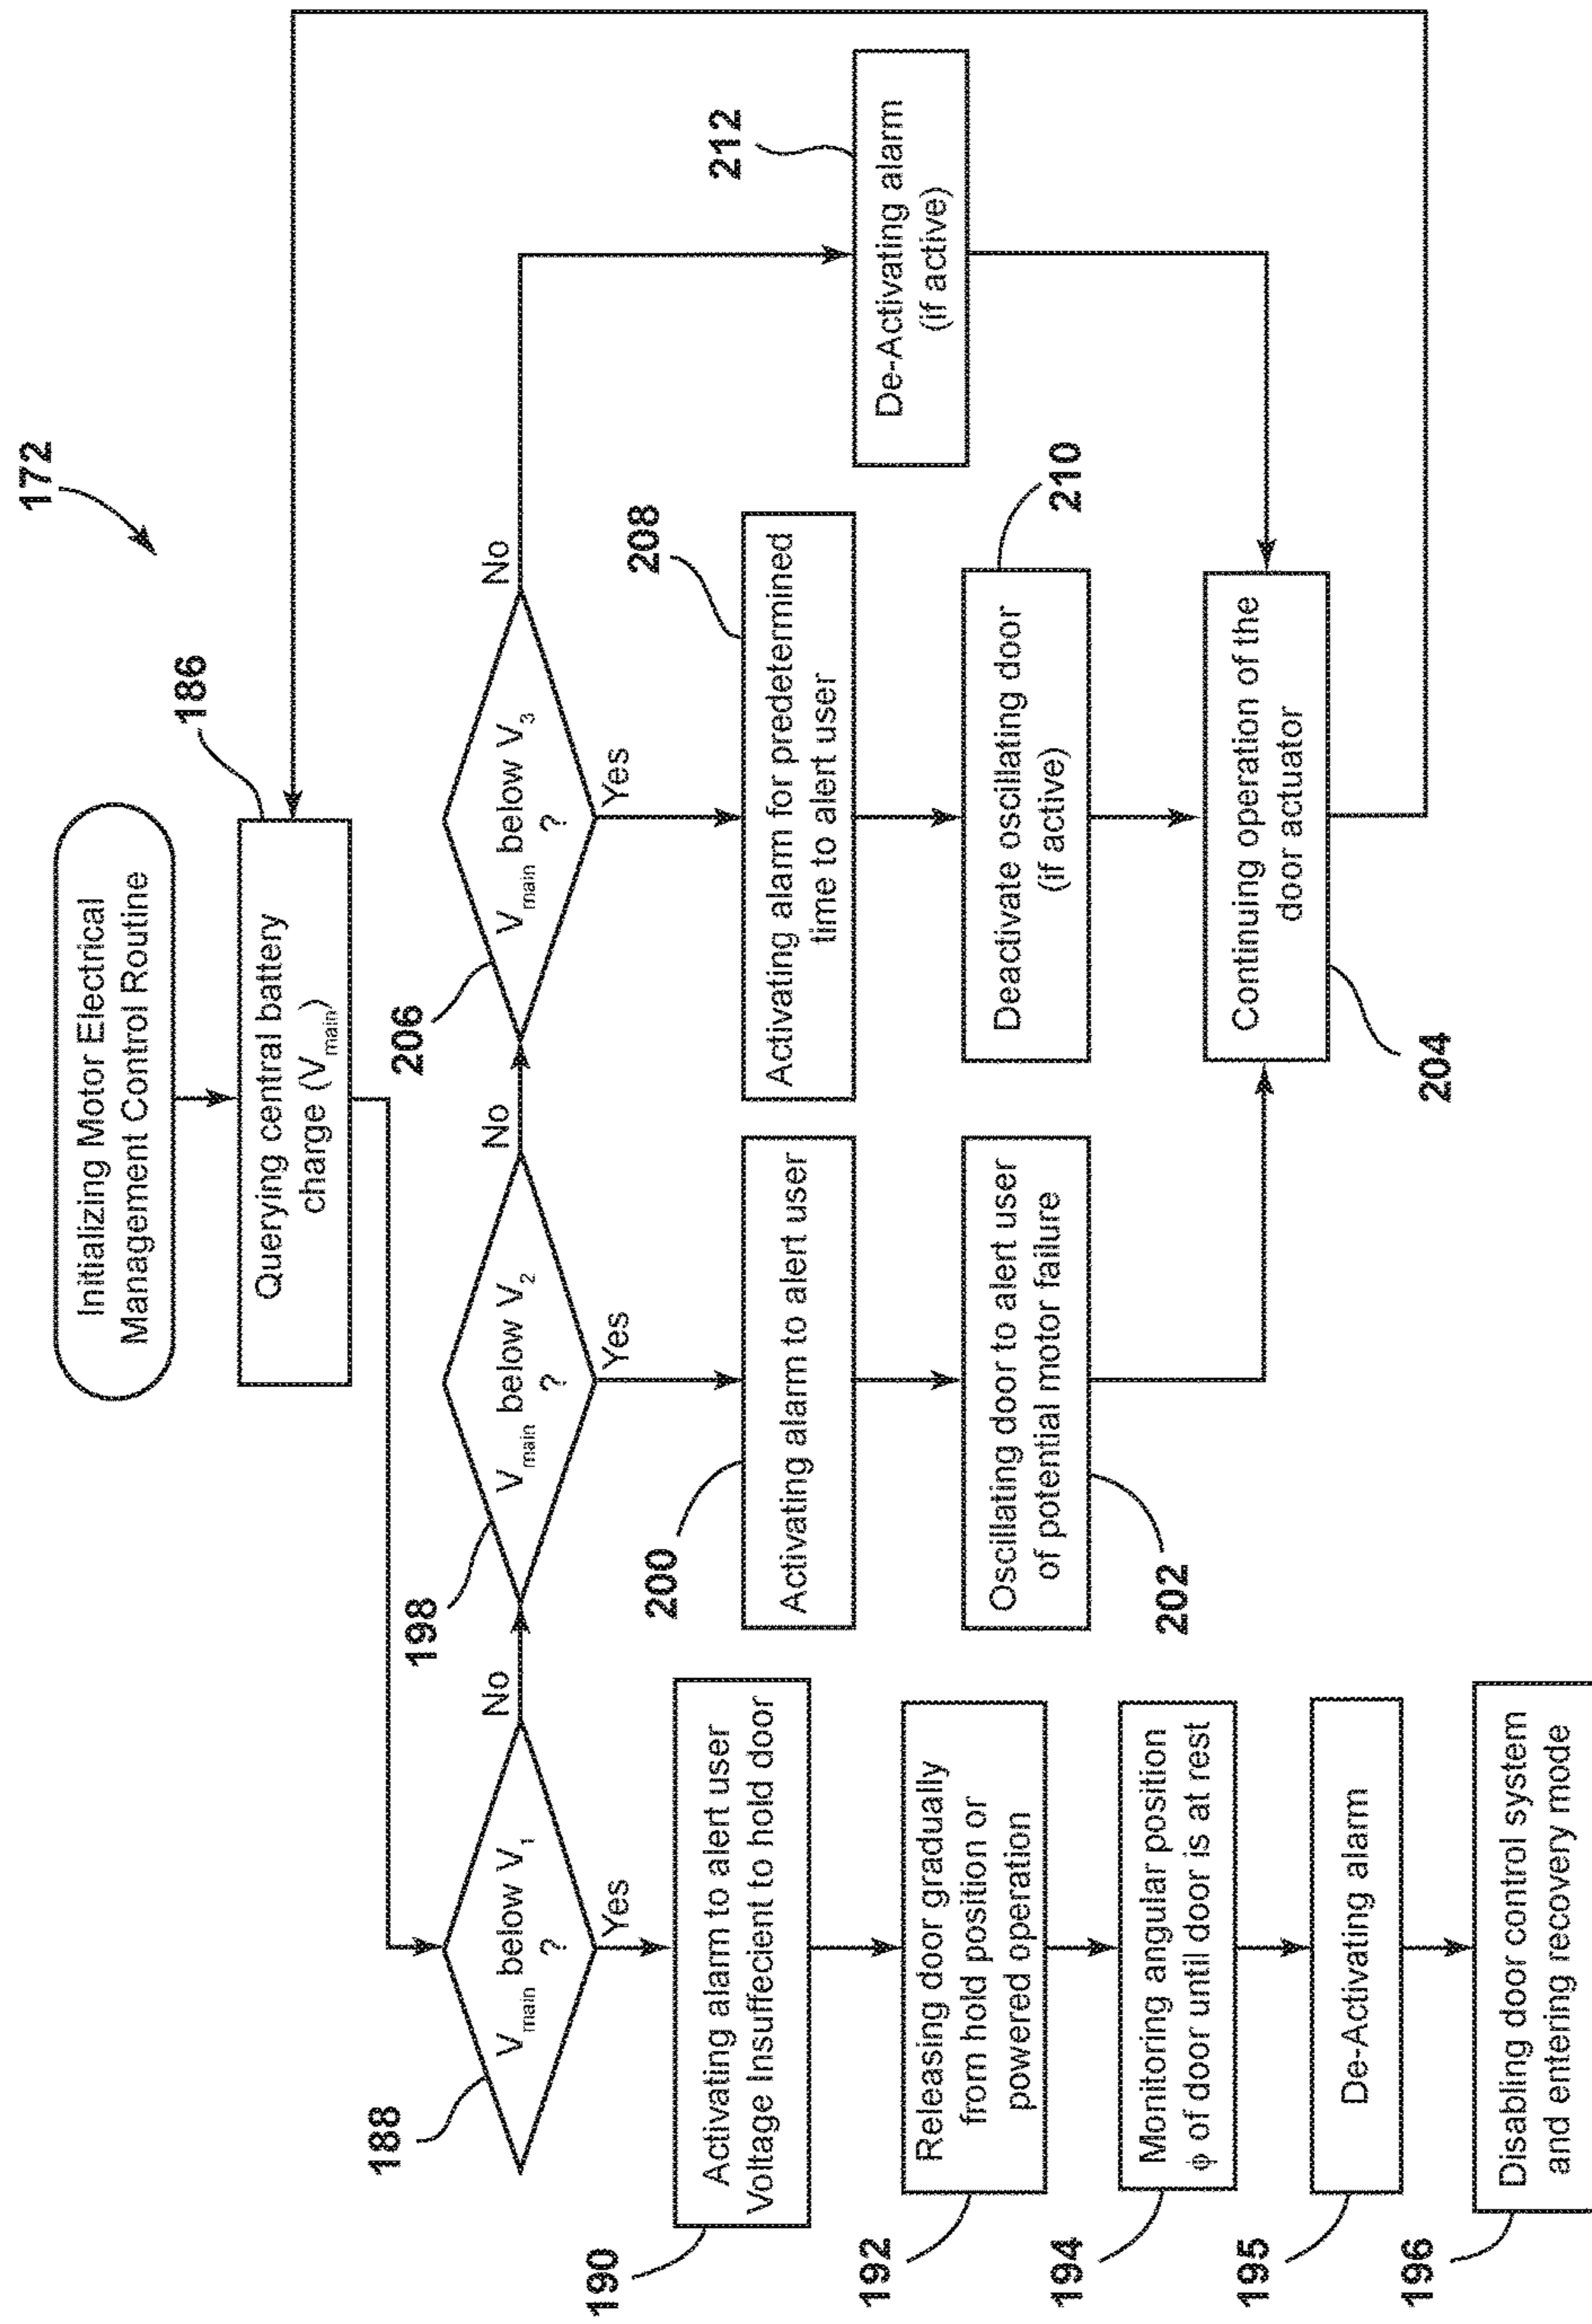 172
Initializing Motor Electrical
Management Control Routine
186
Querying central battery
charge (Vmain)
188
Vmain below V1
?
No
Yes
198
Vmain below V2
?
No
Yes
206
Vmain below V3
?
No
Yes
190
Activating alarm to alert user
Voltage Insuffecient to hold door
200
Activating alarm to alert user
208
Activating alarm for predetermined
time to alert user
212
De-Activating alarm
(if active)
192
Releasing door gradually
from hold position or
powered operation
202
Oscillating door to alert user
of potential motor failure
210
Deactivate oscillating door
(if active)
194
Monitoring angular position
ϕ of door until door is at rest
204
Continuing operation of the
door actuator
195
De-Activating alarm
196
Disabling door control system
and entering recovery mode